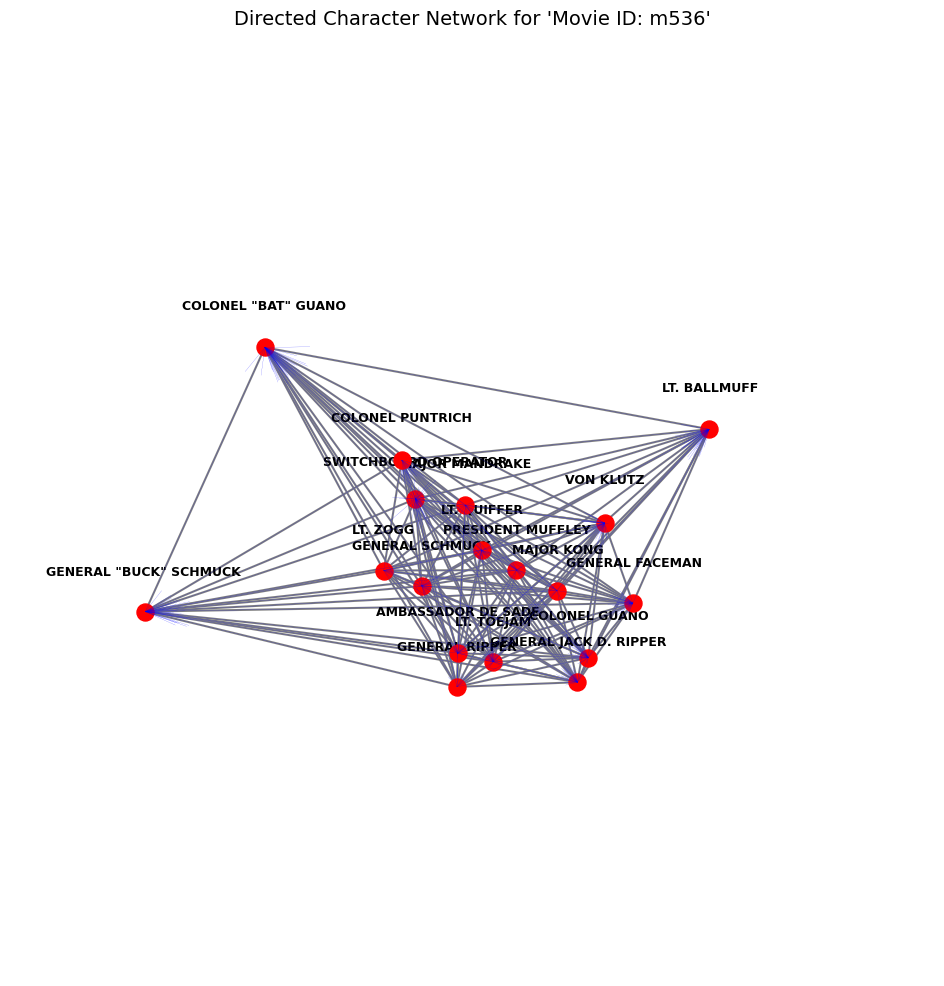 Directed Character Network for 'Movie ID: m536'
COLONEL "BAT" GUANO
LT. BALLMUFF
COLONEL PUNTRICH
SWITCHBOARD OPERATOR
MAJOR MANDRAKE
VON KLUTZ
LT. QUIFFER
LT. ZOGG
PRESIDENT MUFFLEY
GENERAL SCHMUCK
MAJOR KONG
GENERAL FACEMAN
GENERAL "BUCK" SCHMUCK
AMBASSADOR DE SADE
COLONEL GUANO
LT. TOEJAM
GENERAL JACK D. RIPPER
GENERAL RIPPER